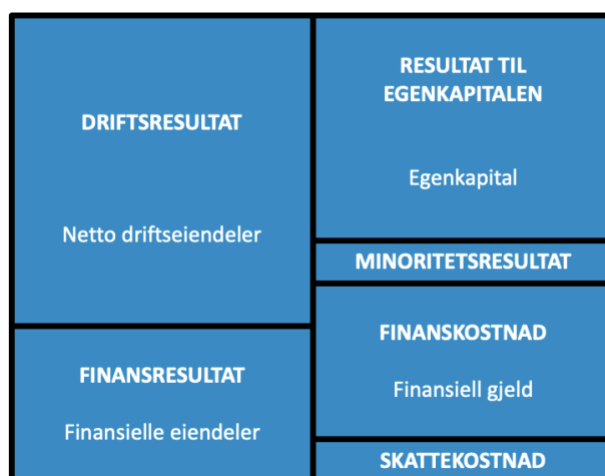 DRIFTSRESULTAT
Netto driftseiendeler
FINANSRESULTAT
Finansielle eiendeler
RESULTAT TIL
EGENKAPITALEN
Egenkapital
MINORITETSRESULTAT
FINANSKOSTNAD
Finansiell gjeld
SKATTEKOSTNAD